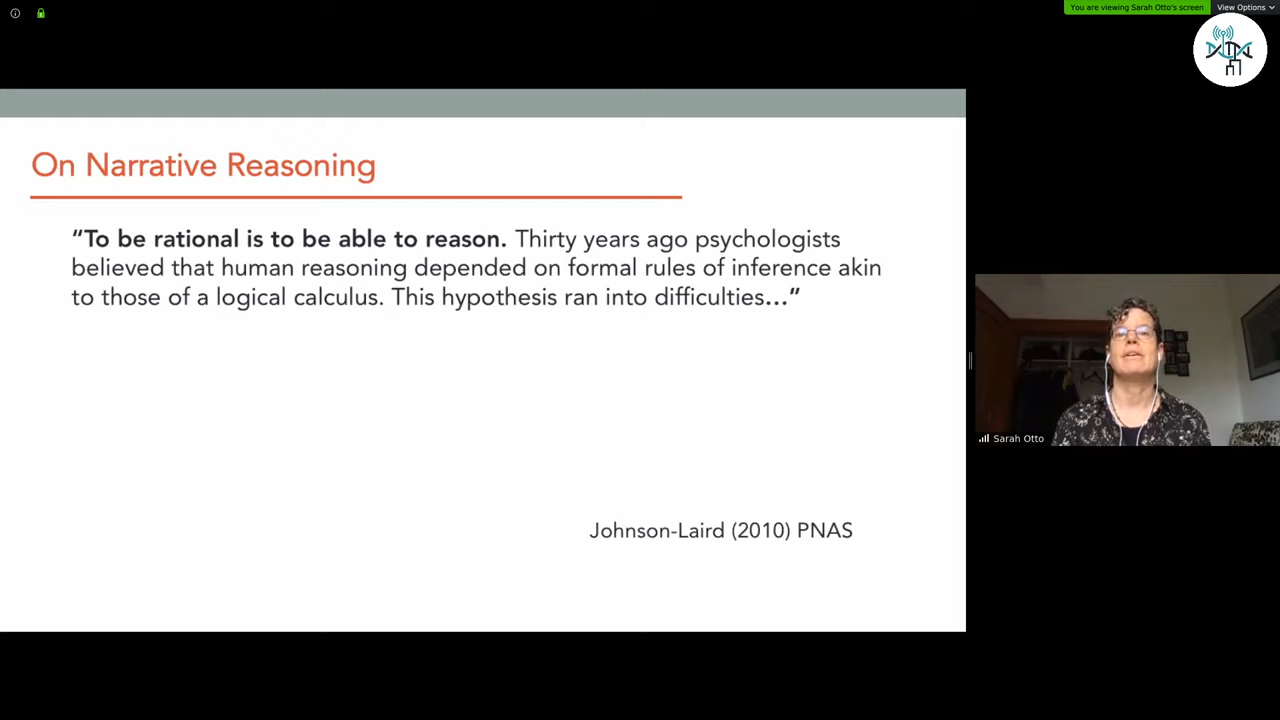 You are viewing Sarah Otto's screen
View Options
On Narrative Reasoning
“To be rational is to be able to reason. Thirty years ago psychologists
believed that human reasoning depended on formal rules of inference akin
to those of a logical calculus. This hypothesis ran into difficulties…”
Sarah Otto
Johnson-Laird (2010) PNAS